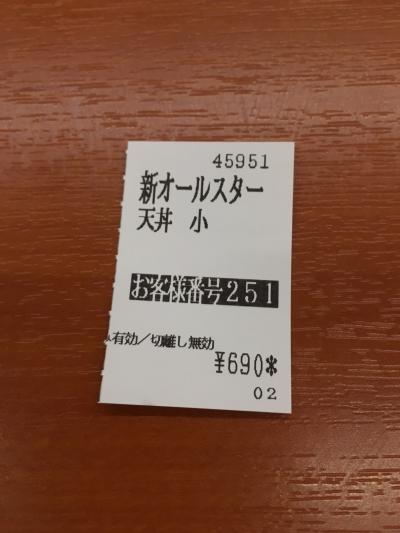 45951
新オールスター
天丼 小
お客様番号251
有効/切離し無効
¥690*
02